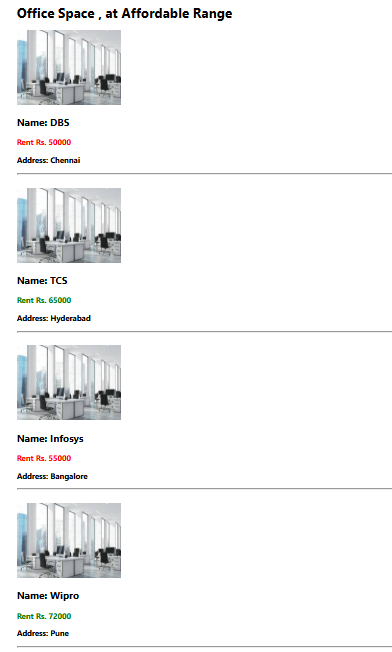 Office Space , at Affordable Range
Name: DBS
Rent Rs. 50000
Address: Chennai
Name: TCS
Rent Rs. 65000
Address: Hyderabad
Name: Infosys
Rent Rs. 55000
Address: Bangalore
Name: Wipro
Rent Rs. 72000
Address: Pune